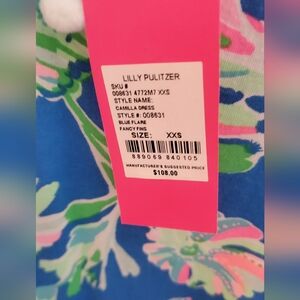 LILLY PULITZER
SKU #
008631 4772M7 XXS
STYLE NAME:
CAMILLA DRESS
STYLE #: 008631
BLUE FLARE
FANCY FINS
SIZE: XXS
889069 840105
MANUFACTURER'S SUGGESTED PRICE
$108.00